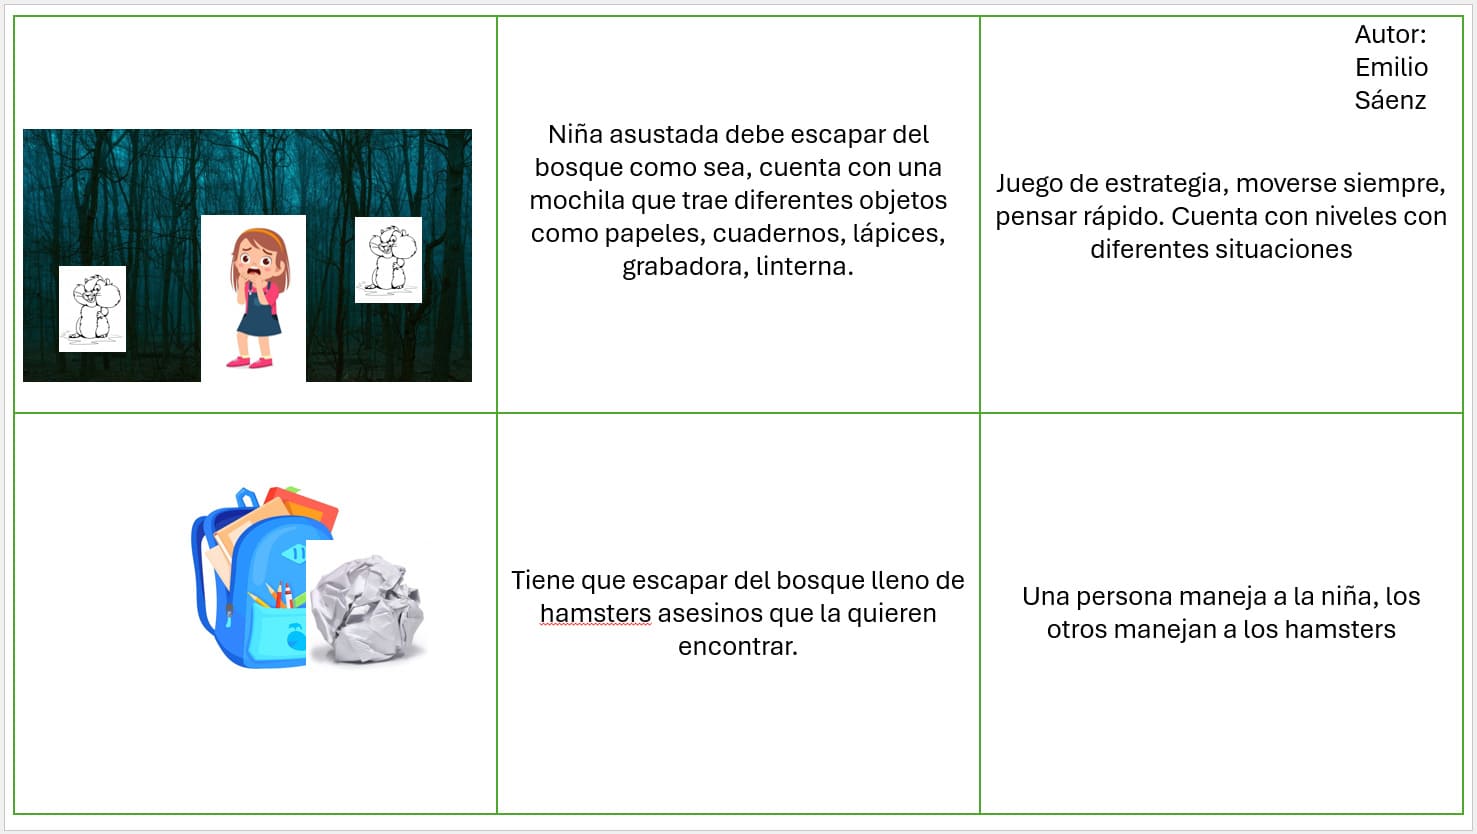 Niña asustada debe escapar del
bosque como sea, cuenta con una
mochila que trae diferentes objetos
como papeles, cuadernos, lápices,
grabadora, linterna.
Autor:
Emilio
Sáenz
Juego de estrategia, moverse siempre,
pensar rápido. Cuenta con niveles con
diferentes situaciones
Tiene que escapar del bosque lleno de
hamsters asesinos que la quieren
encontrar.
Una persona maneja a la niña, los
otros manejan a los hamsters